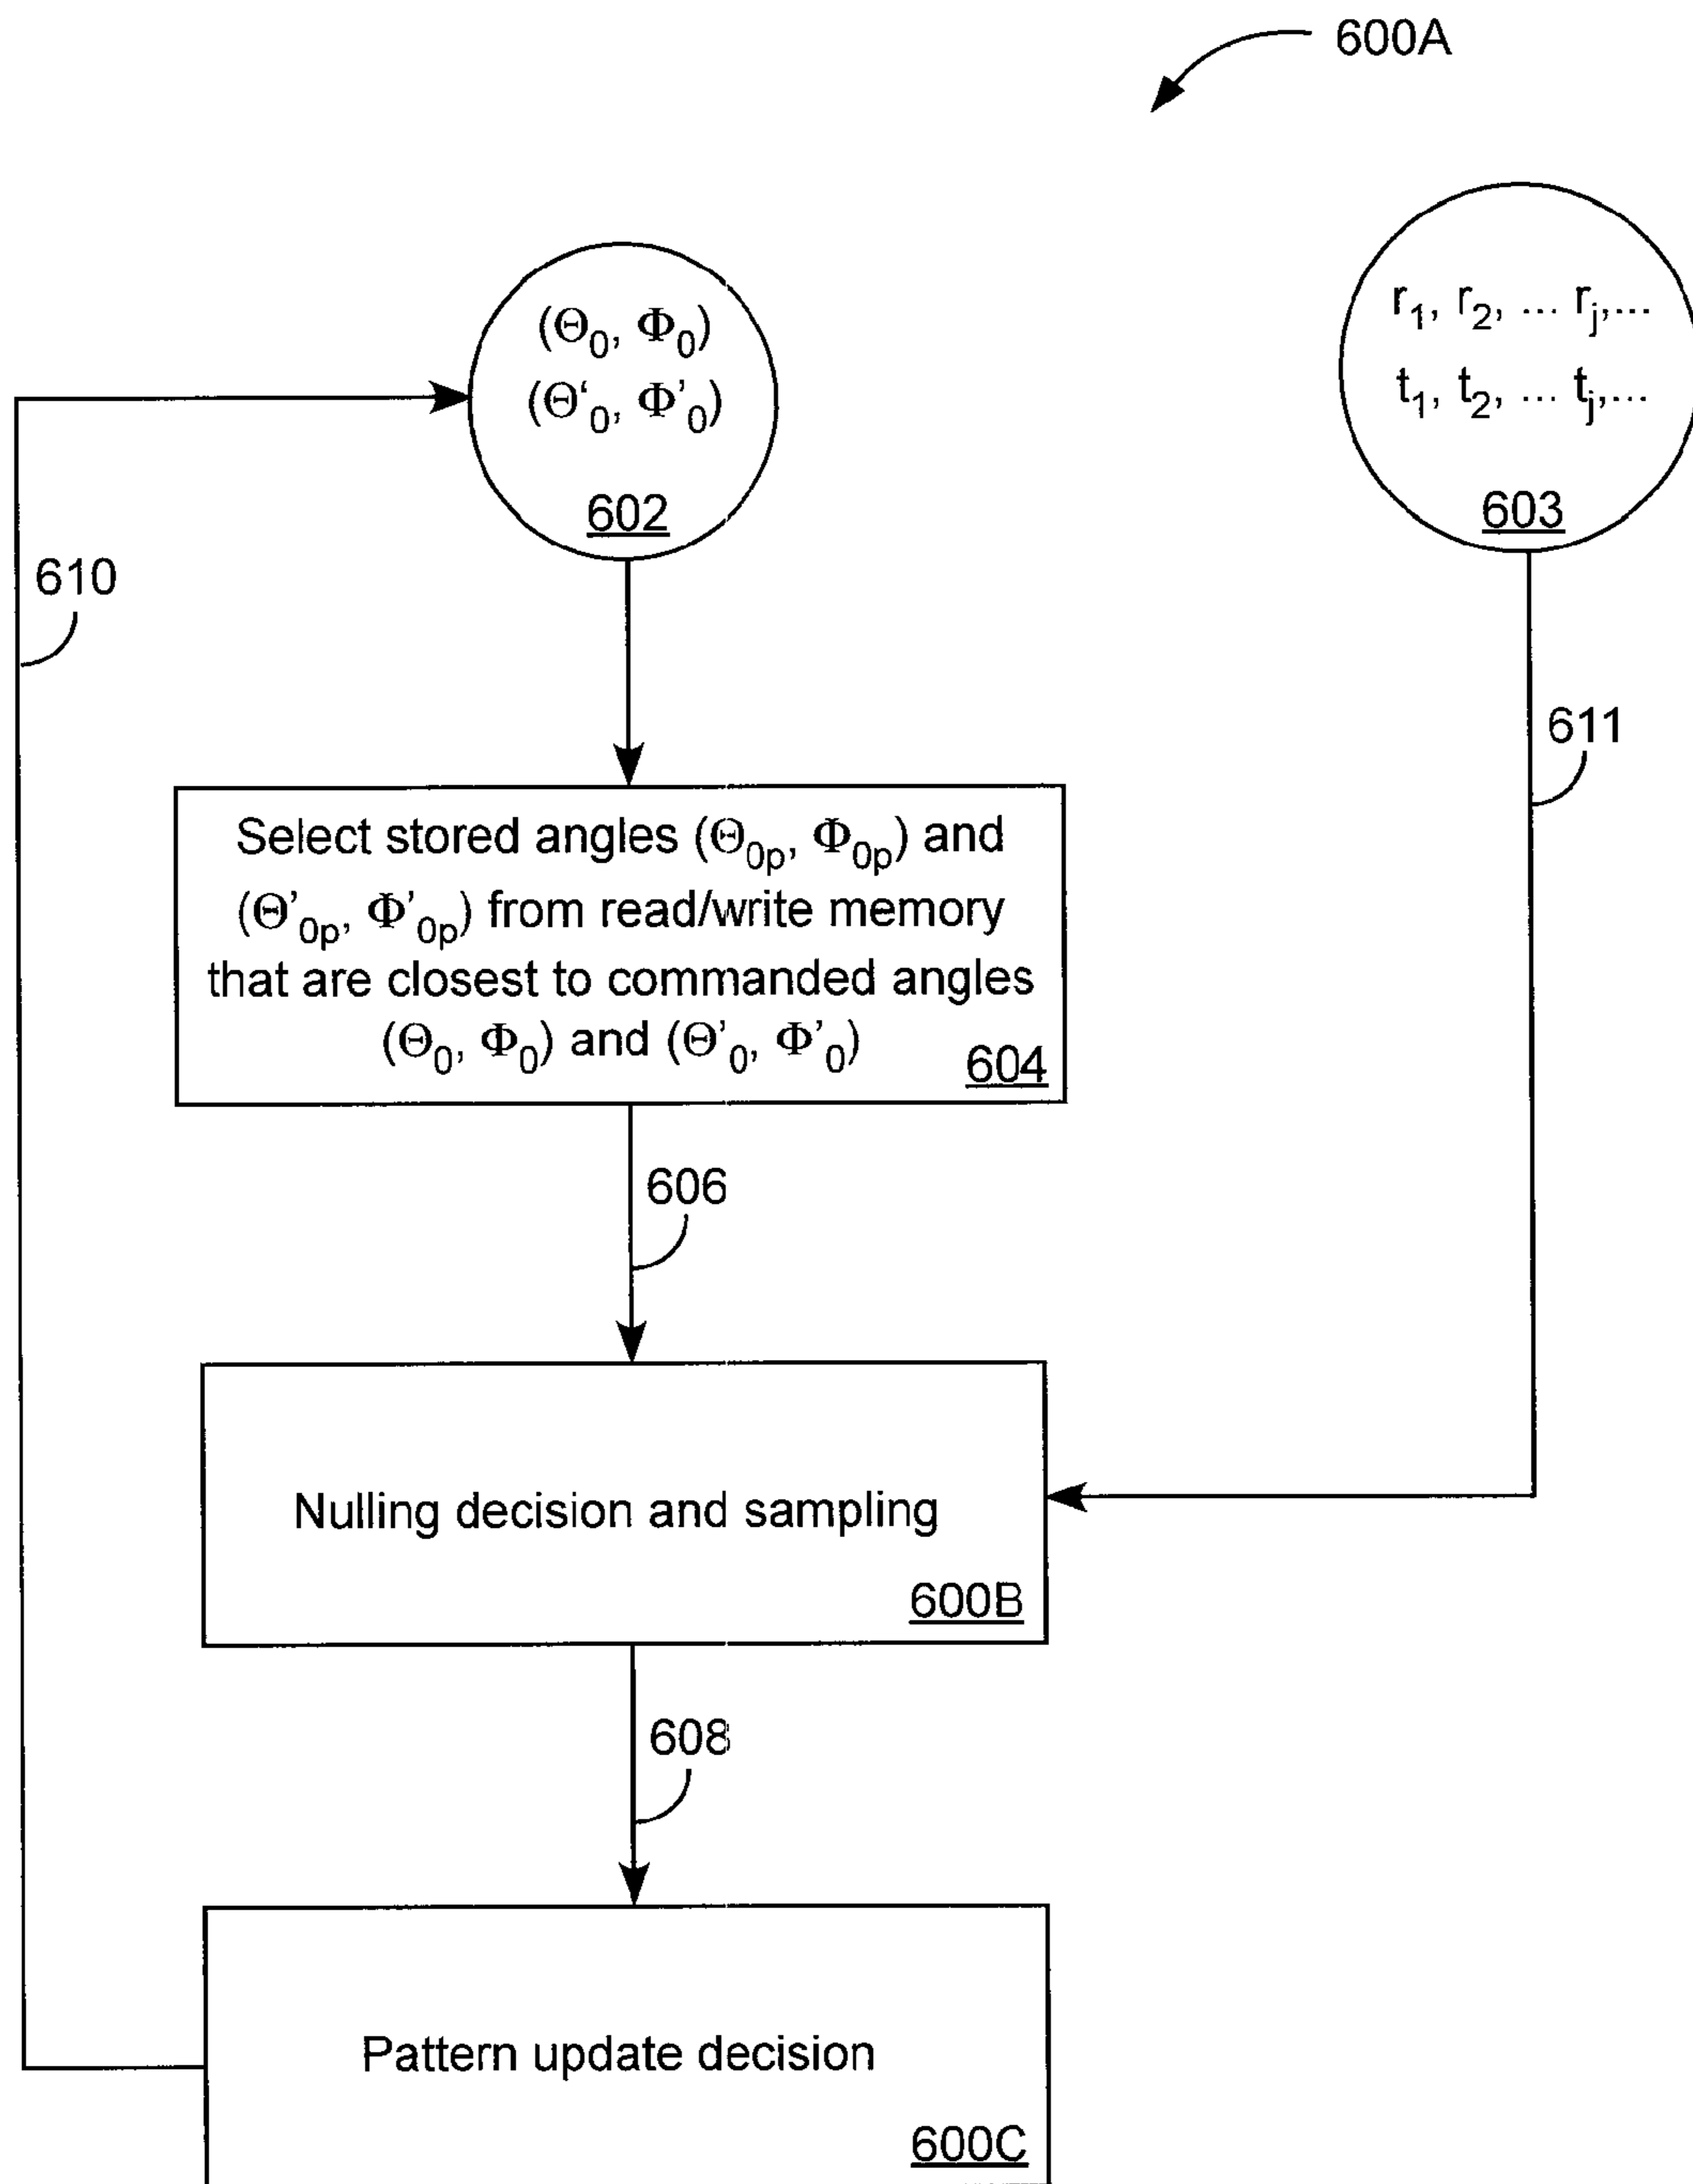 600A
(Θ₀, Φ₀)
(Θ‘₀, Φ’₀)
602
r₁, r₂, ... rⱼ,...
t₁, t₂, ... tⱼ,...
603
610
611
Select stored angles (Θ₀ₚ, Φ₀ₚ) and
(Θ’₀ₚ, Φ’₀ₚ) from read/write memory
that are closest to commanded angles
(Θ₀, Φ₀) and (Θ’₀, Φ’₀)
604
606
Nulling decision and sampling
600B
608
Pattern update decision
600C